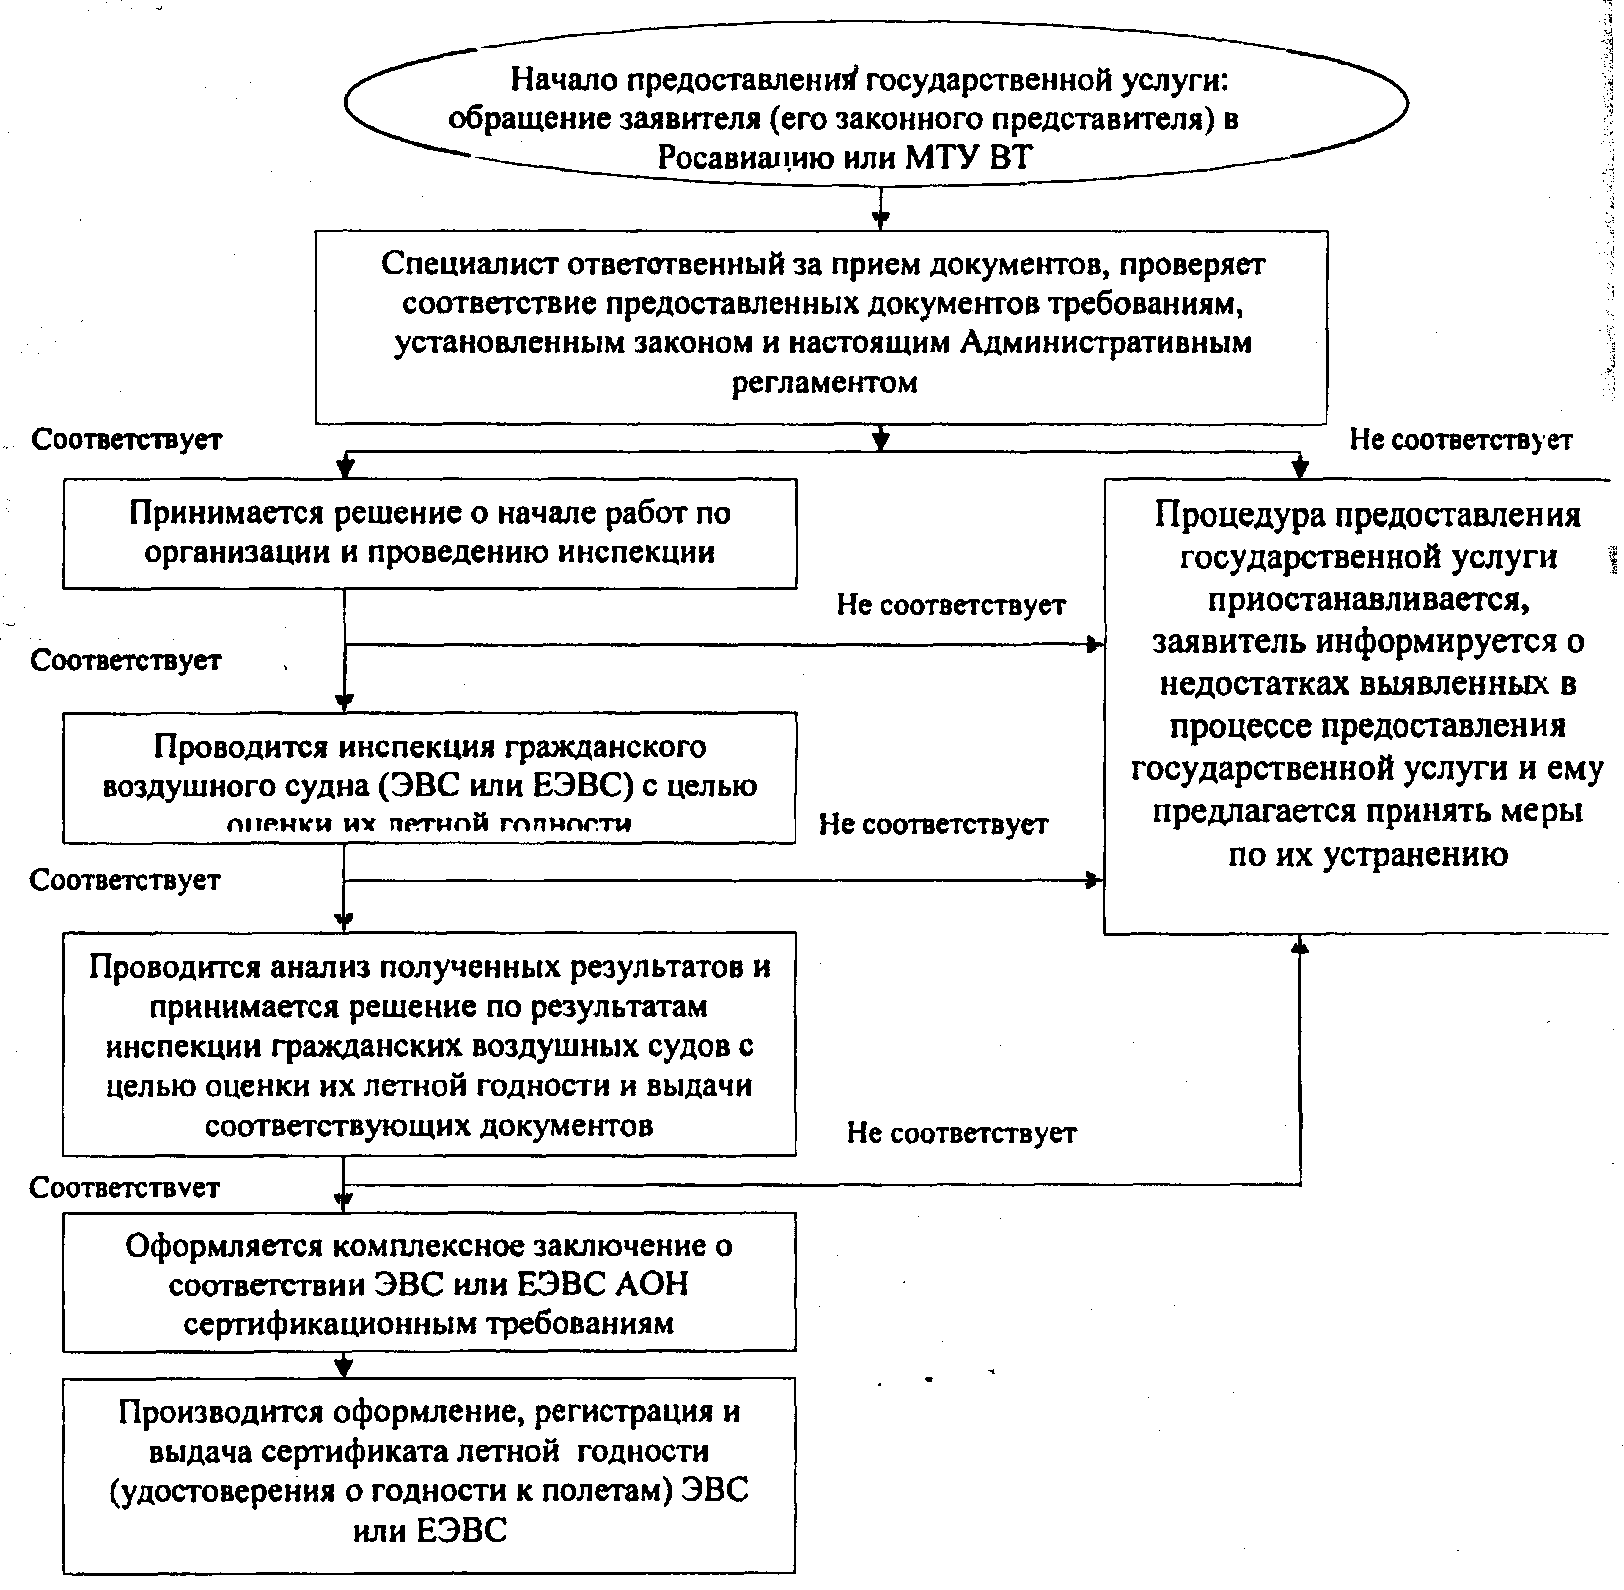 Начало предоставления государственной услуги:
обращение заявителя (его законного представителя) в
Росавиацию или МТУ ВТ
Специалист ответотвенный за прием документов, проверяет
соответствие предоставленных документов требованиям,
установленным законом и настоящим Административным
регламентом
Соответствует
Не соответствует
Принимается решение о начале работ по
организации и проведению инспекции
Процедура предоставления
государственной услуги
приостанавливается,
заявитель информируется о
недостатках выявленных в
процессе предоставления
государственной услуги и ему
предлагается принять меры
по их устранению
Не соответствует
Соответствует
Проводится инспекция гражданского
воздушного судна (ЭВС или ЕЭВС) с целью
оценки их летной годности
Не соответствует
Соответствует
Проводится анализ полученных результатов и
принимается решение по результатам
инспекции гражданских воздушных судов с
целью оценки их летной годности и выдачи
соответствующих документов
Не соответствует
Соответствует
Оформляется комплексное заключение о
соответствии ЭВС или ЕЭВС АОН
сертификационным требованиям
Производится оформление, регистрация и
выдача сертификата летной годности
(удостоверения о годности к полетам) ЭВС
или ЕЭВС